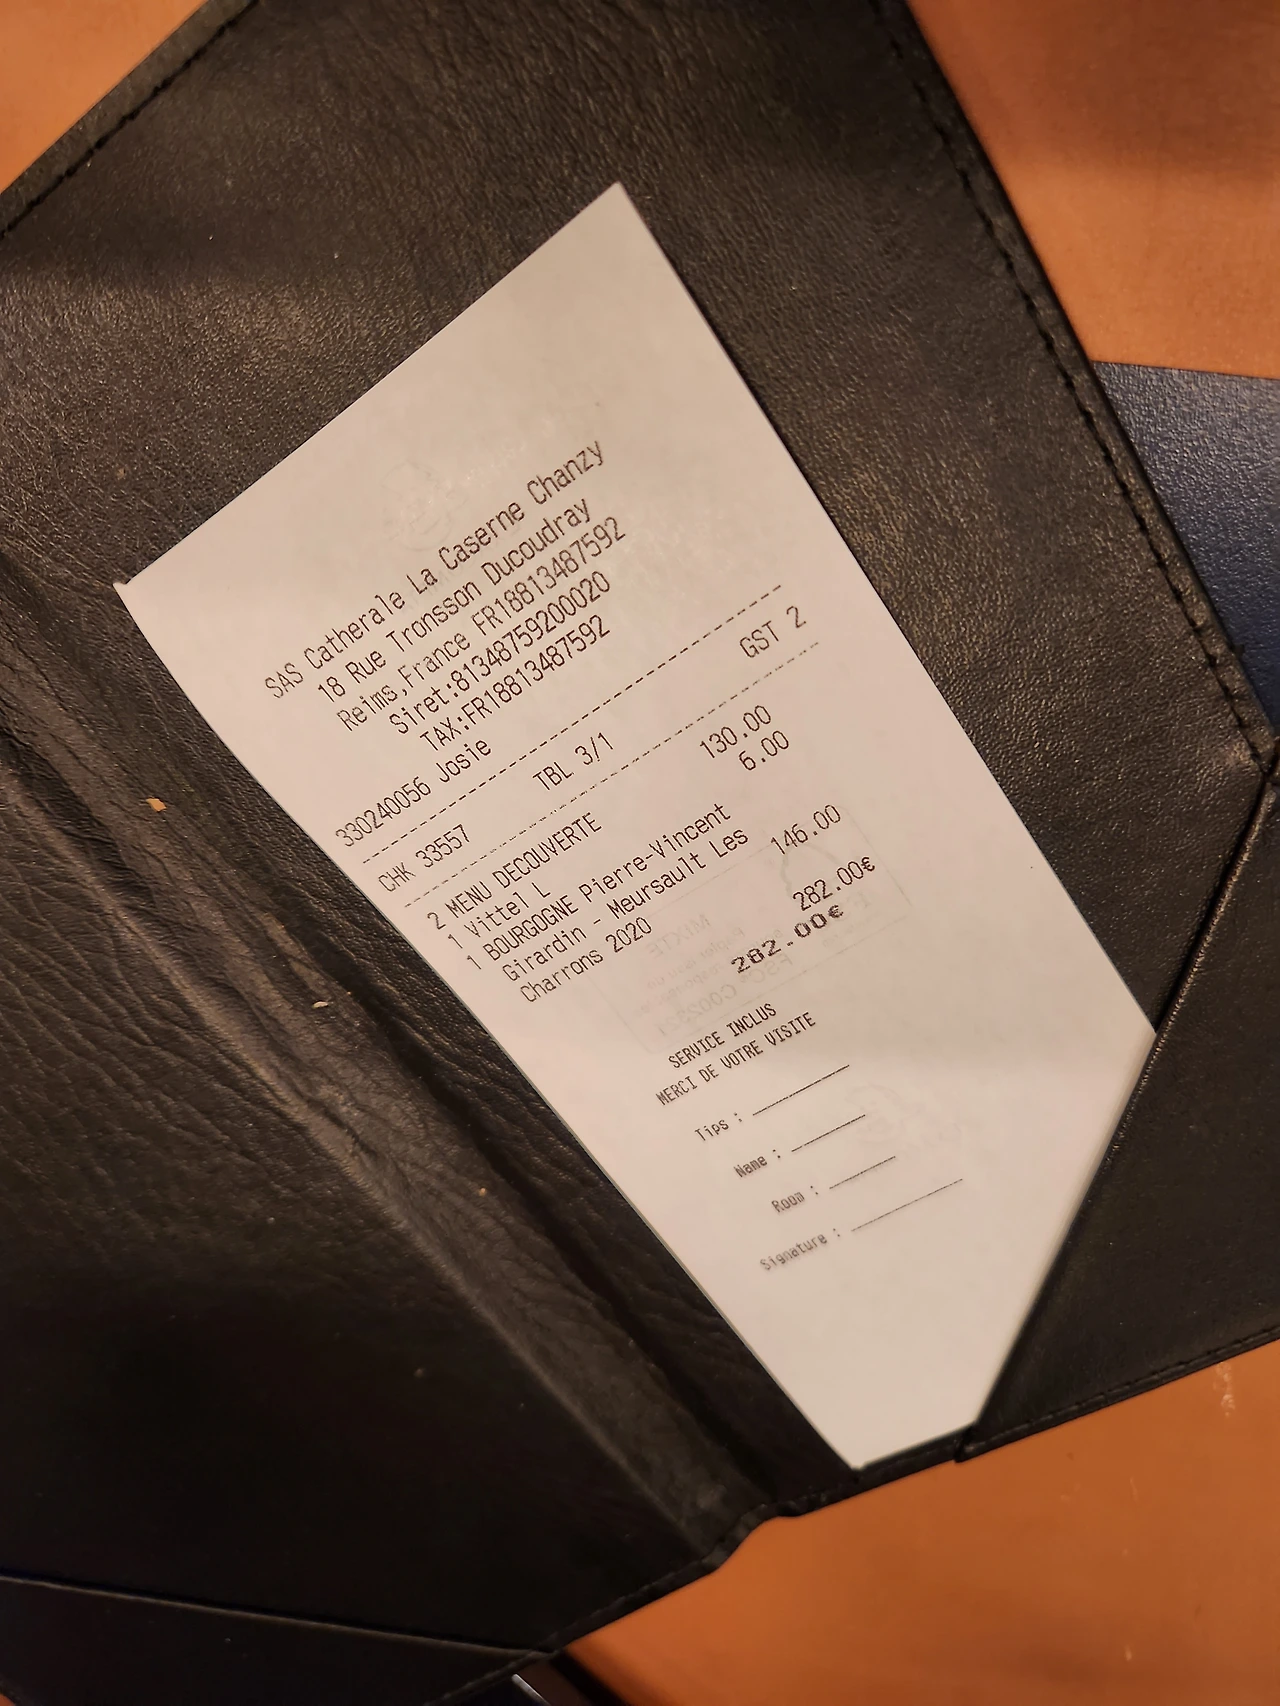 SAS Catherale La Caserne Chanzy
18 Rue Tronsson Ducoudray
Reims,France FR18813487592
Siret:81348759200020
TAX:FR18813487592
330240056 Josie
CHK 33557 TBL 3/1 GST 2
2 MENU DECOUVERTE 130.00
1 Vittel L 6.00
1 BOURGOGNE Pierre-Vincent
Girardin - Meursault Les
Charrons 2020 146.00
282.00€
282.00€
SERVICE INCLUS
MERCI DE VOTRE VISITE
Tips :
Name :
Room :
Signature :